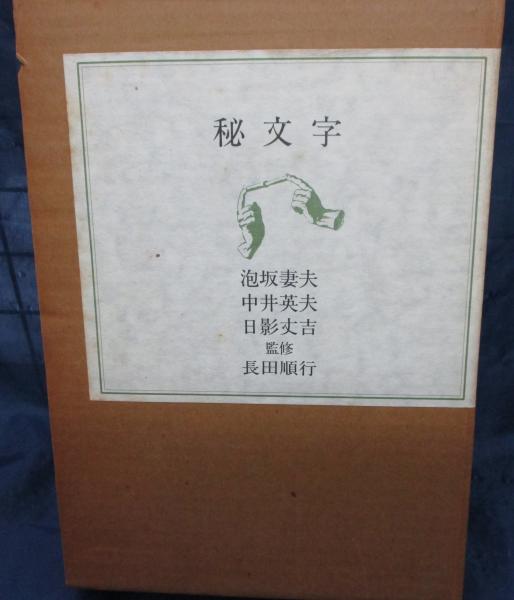 秘文字
泡坂妻夫
中井英夫
日影丈吉
監修
長田順行